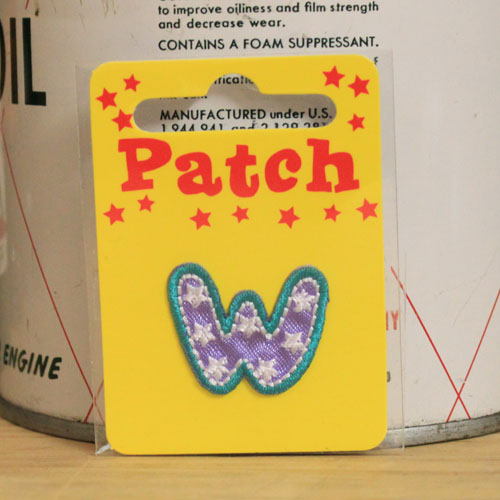 to improve oiliness and film strength
and decrease wear.
CONTAINS A FOAM SUPPRESSANT.
OIL
MANUFACTURED under U.S.
Patch
W
ENGINE